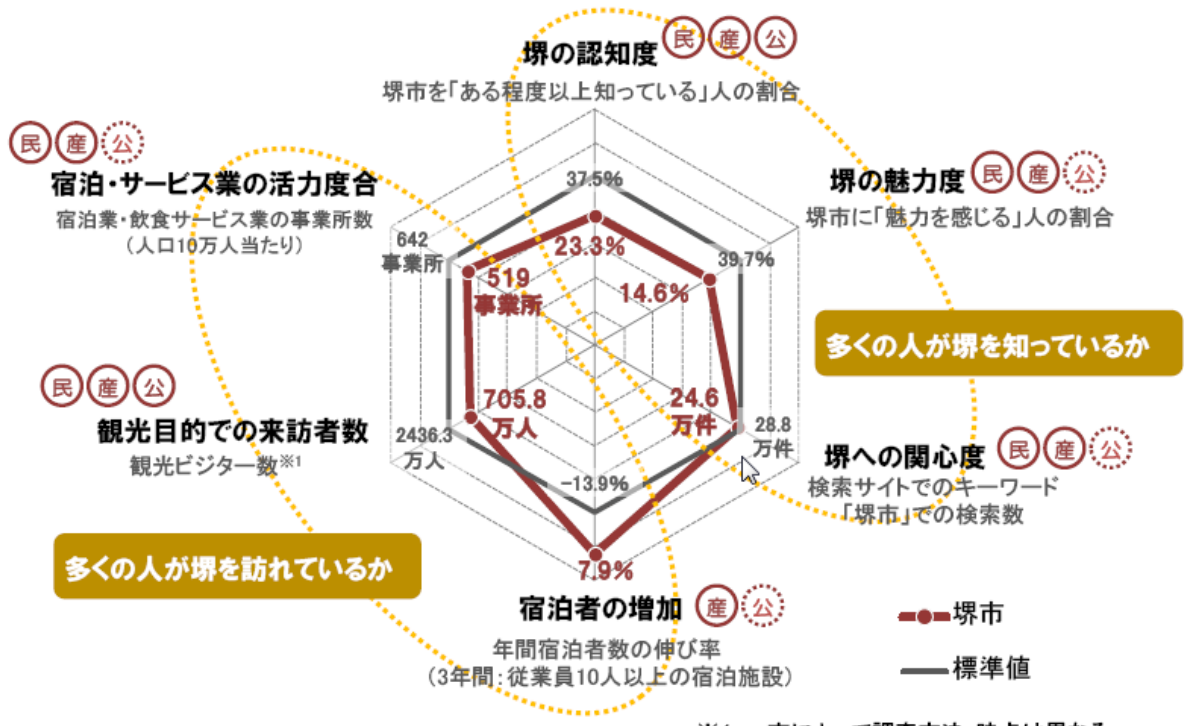 堺の認知度 民 産 公
堺市を「ある程度以上知っている」人の割合
民 産 公
宿泊・サービス業の活力度合
宿泊業・飲食サービス業の事業所数
（人口10万人当たり）
堺の魅力度 民 産 公
堺市に「魅力を感じる」人の割合
37.5%
23.3%
642
事業所
519
事業所
39.7%
14.6%
多くの人が堺を知っているか
民 産 公
観光目的での来訪者数
観光ビジター数※1
705.8
万人
2436.3
万人
24.6
万件
28.8
万件
堺への関心度 民 産 公
検索サイトでのキーワード
「堺市」での検索数
-13.9%
7.9%
多くの人が堺を訪れているか
宿泊者の増加 産 公
年間宿泊者数の伸び率
（3年間：従業員10人以上の宿泊施設）
堺市
標準値